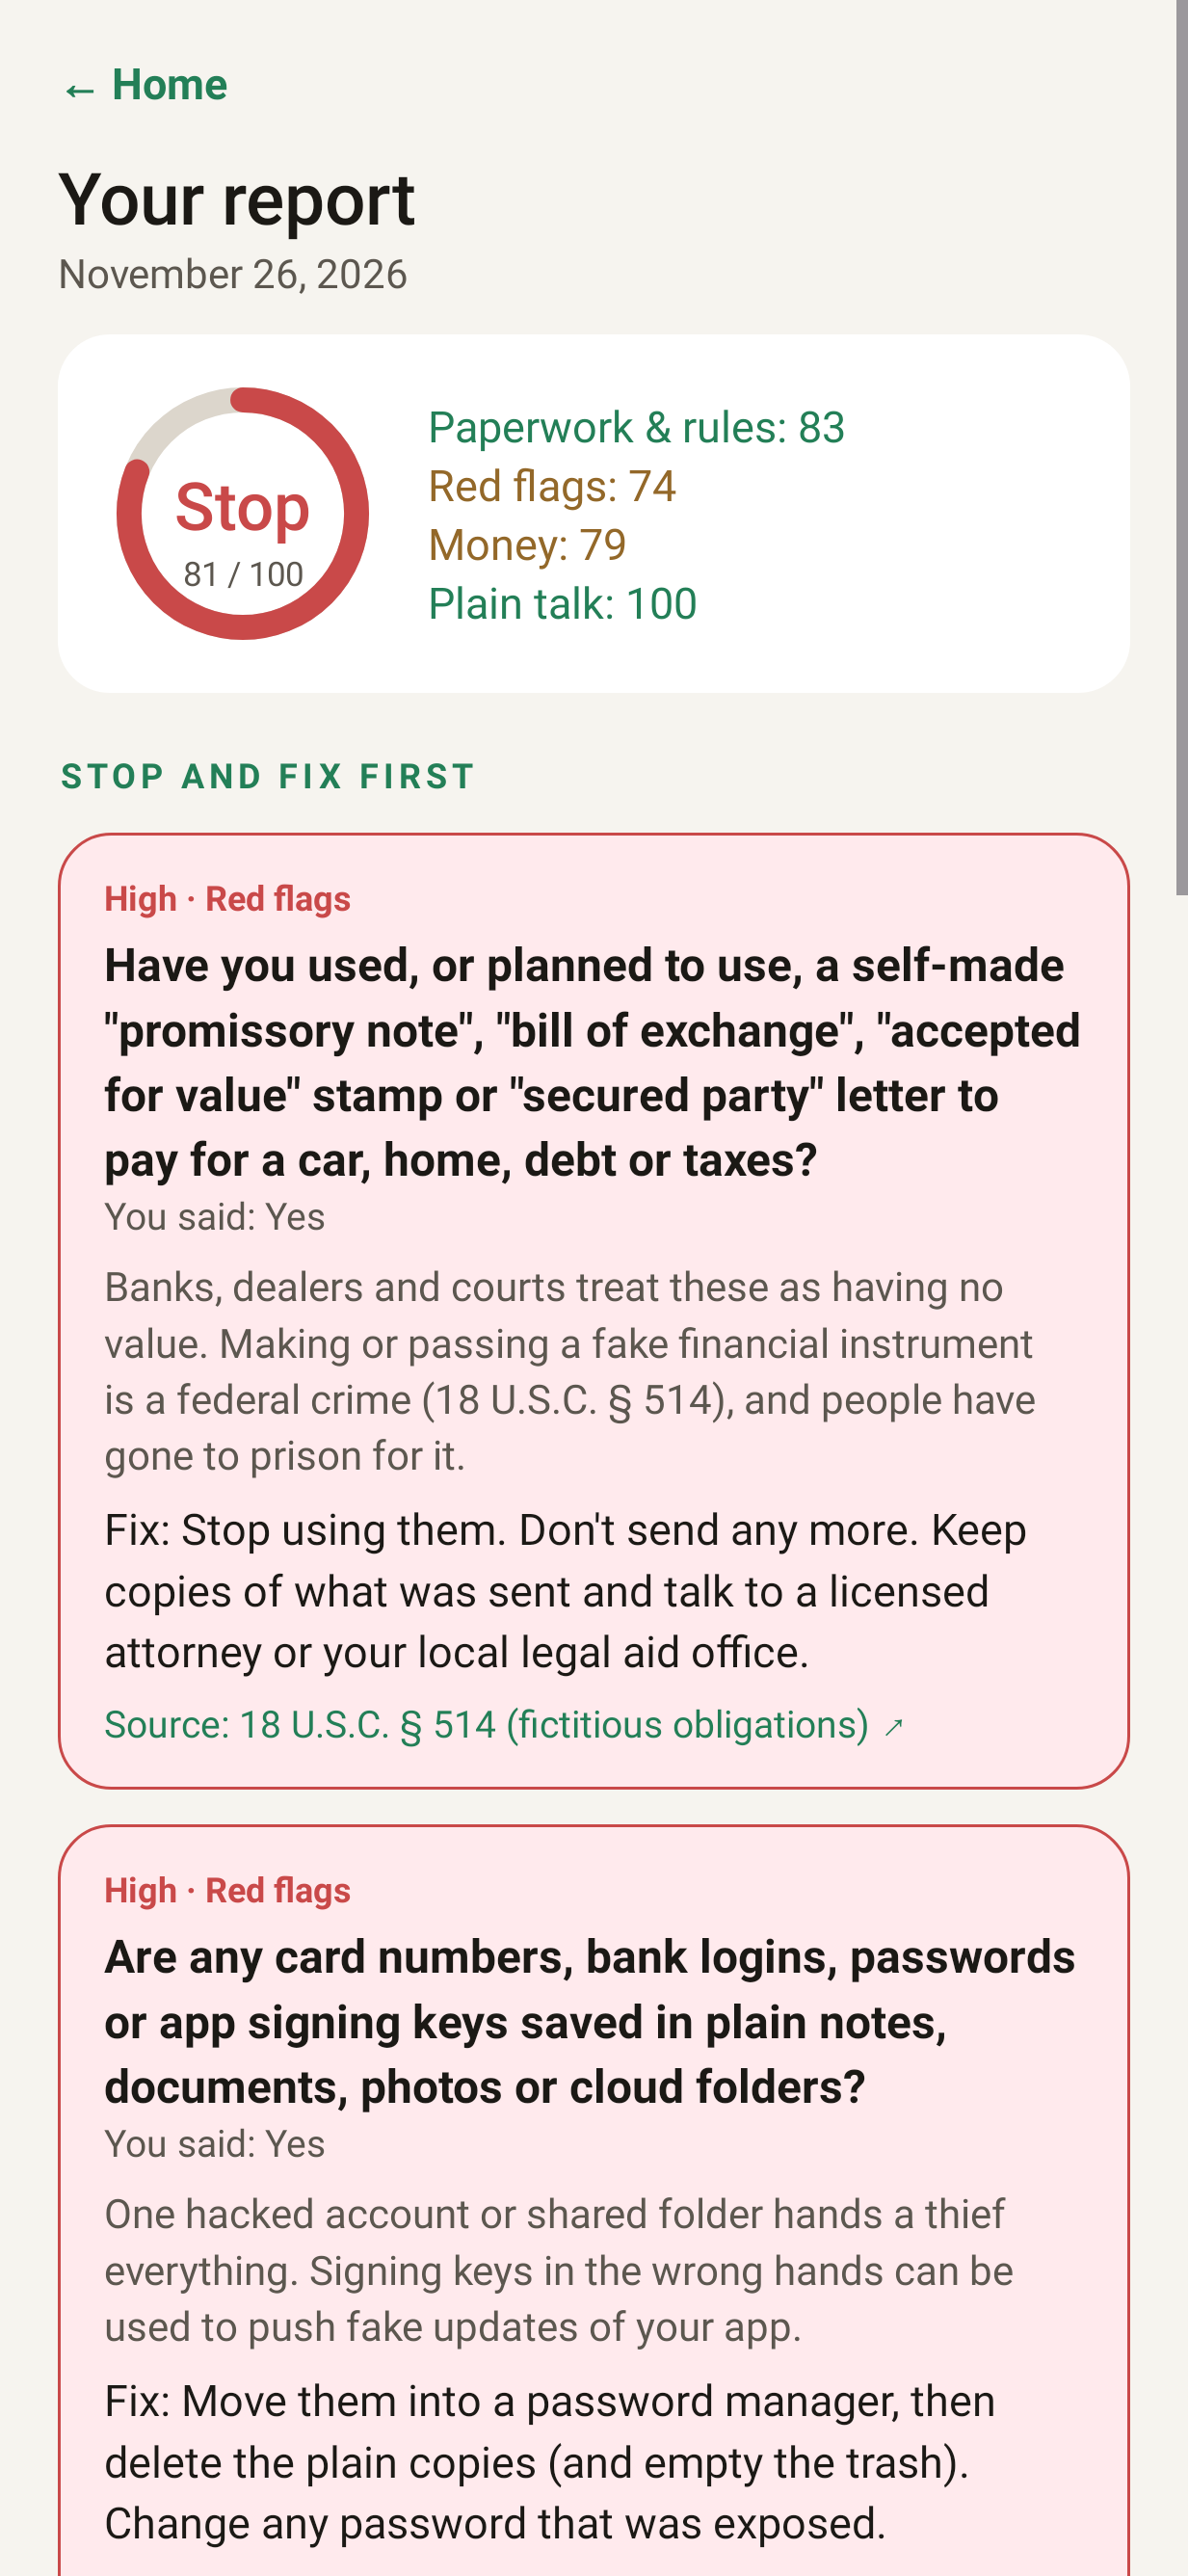 ← Home
Your report
November 26, 2026
Stop
81 / 100
Paperwork & rules: 83
Red flags: 74
Money: 79
Plain talk: 100
STOP AND FIX FIRST
High · Red flags
Have you used, or planned to use, a self-made
"promissory note", "bill of exchange", "accepted
for value" stamp or "secured party" letter to
pay for a car, home, debt or taxes?
You said: Yes
Banks, dealers and courts treat these as having no
value. Making or passing a fake financial instrument
is a federal crime (18 U.S.C. § 514), and people have
gone to prison for it.
Fix: Stop using them. Don't send any more. Keep
copies of what was sent and talk to a licensed
attorney or your local legal aid office.
Source: 18 U.S.C. § 514 (fictitious obligations) ↗
High · Red flags
Are any card numbers, bank logins, passwords
or app signing keys saved in plain notes,
documents, photos or cloud folders?
You said: Yes
One hacked account or shared folder hands a thief
everything. Signing keys in the wrong hands can be
used to push fake updates of your app.
Fix: Move them into a password manager, then
delete the plain copies (and empty the trash).
Change any password that was exposed.